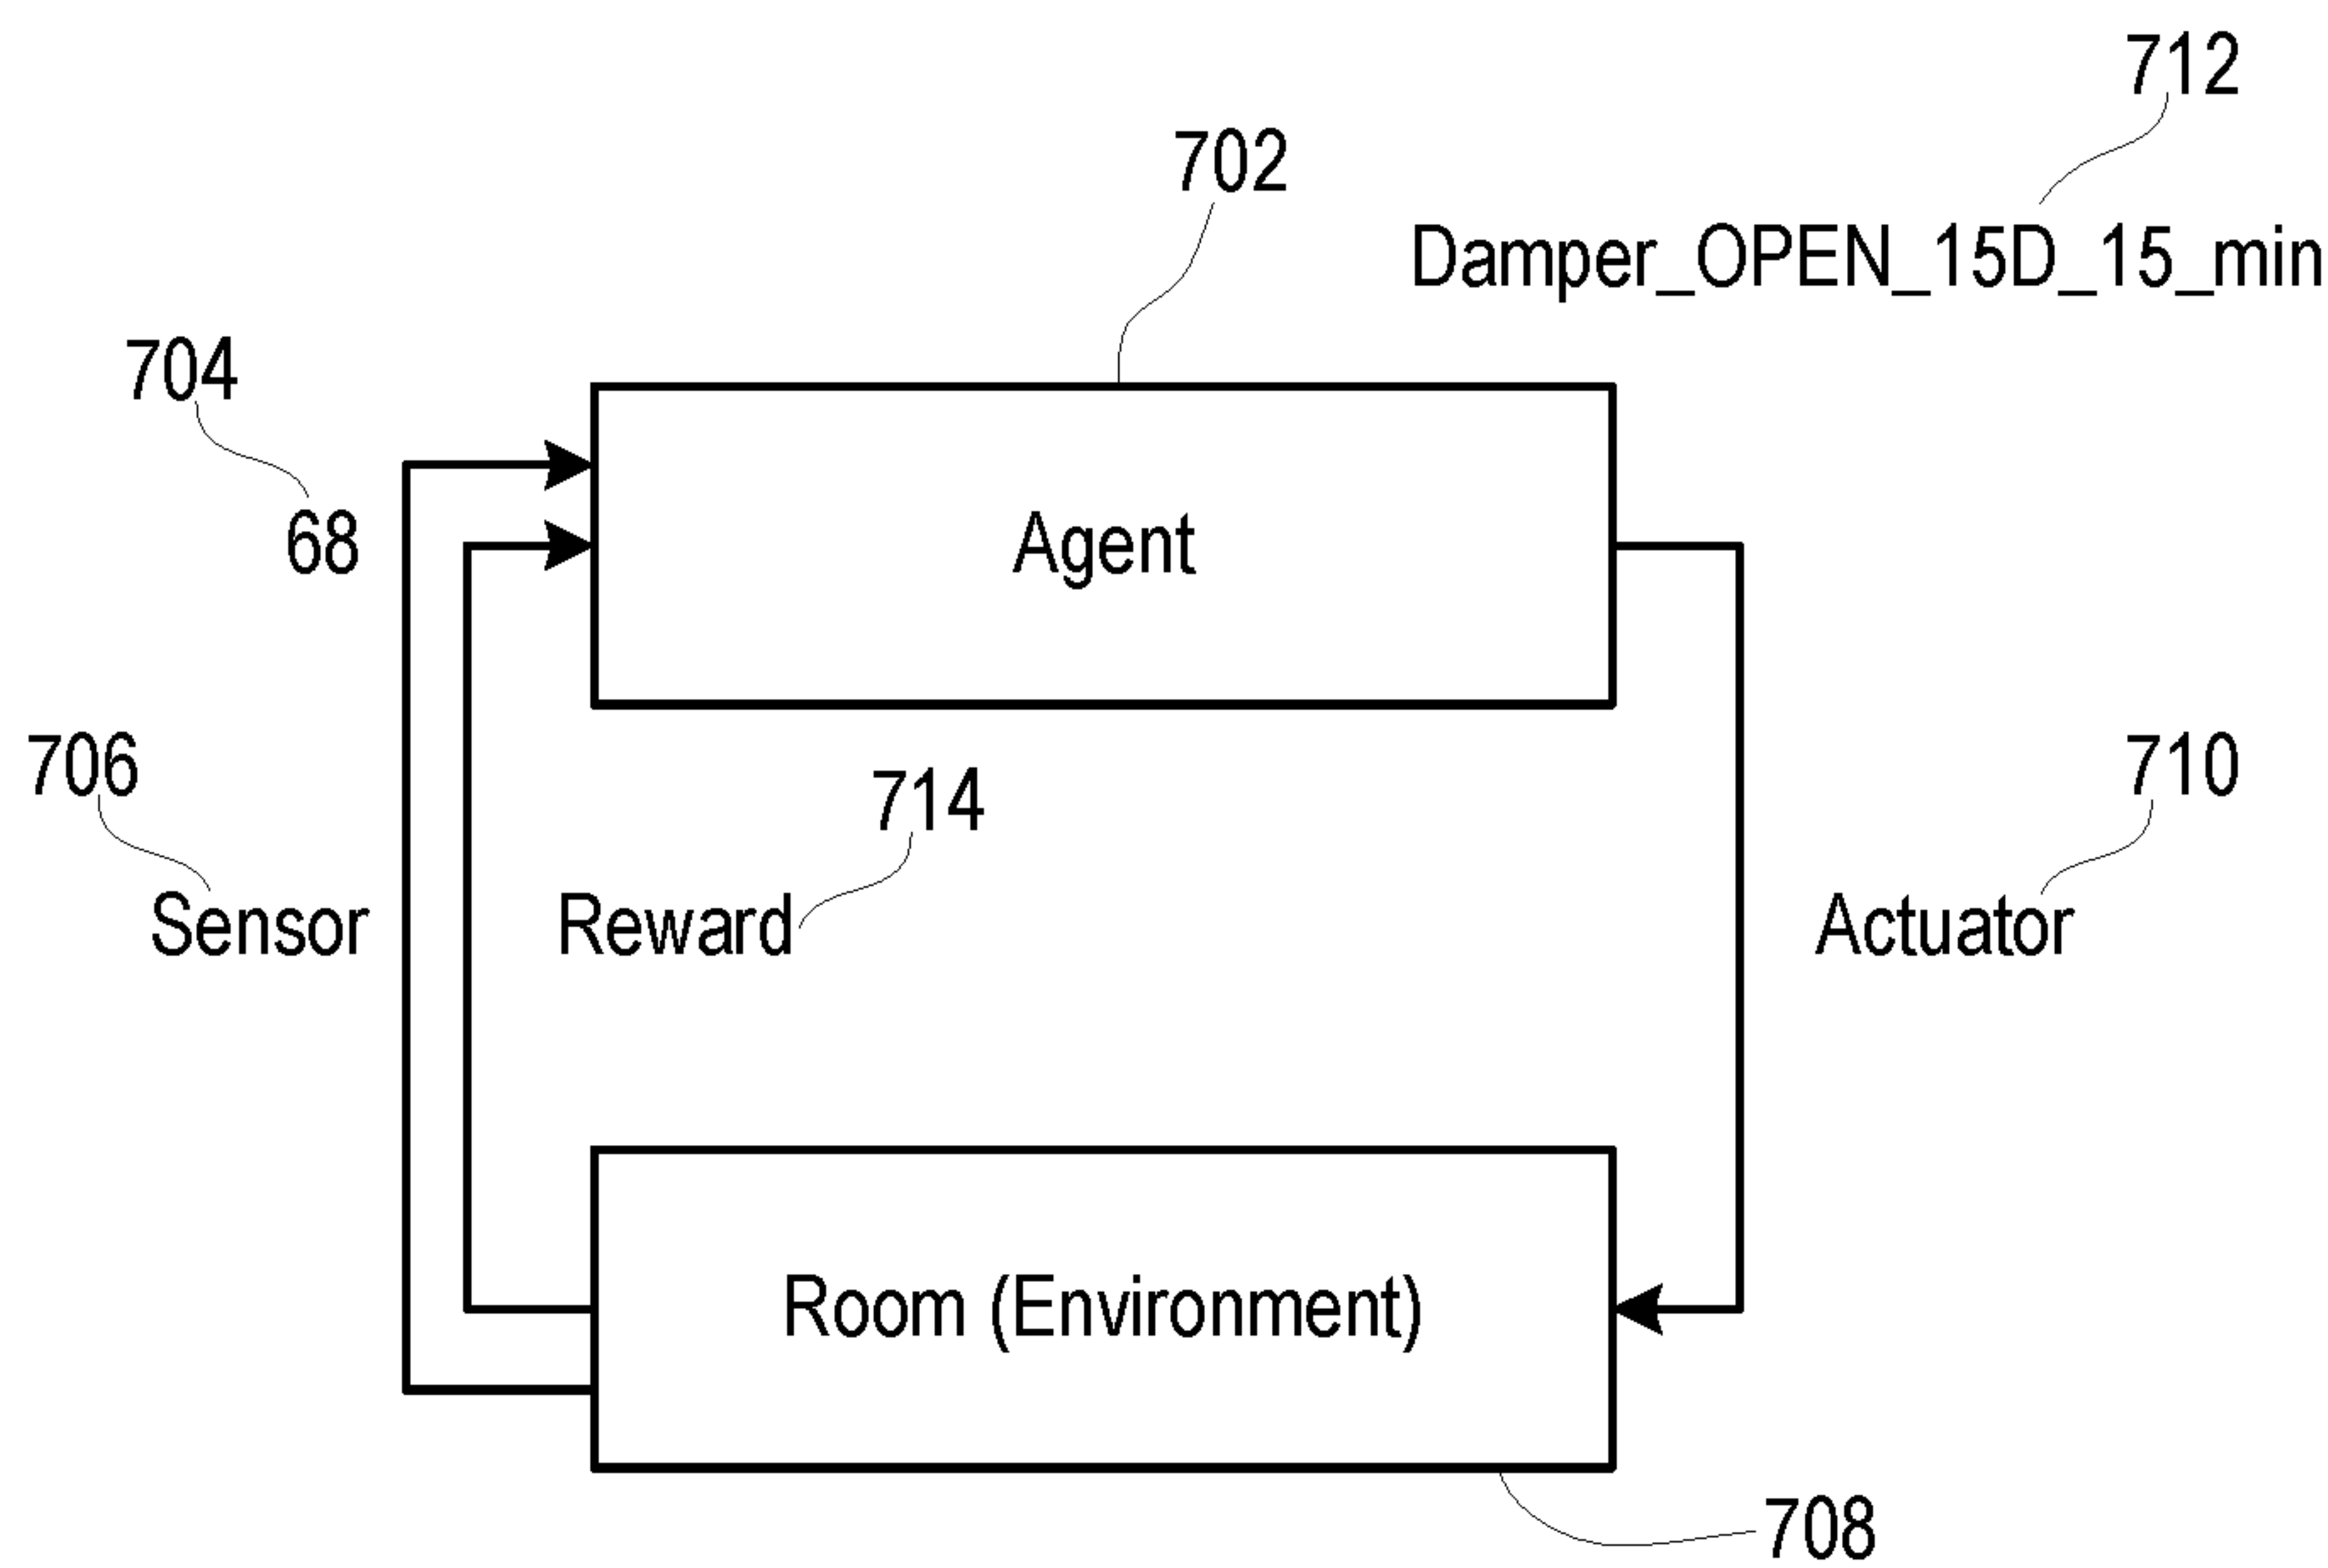 712
702
Damper_OPEN_15D_15_min
704
68
Agent
706
714
710
Sensor
Reward
Actuator
Room (Environment)
708